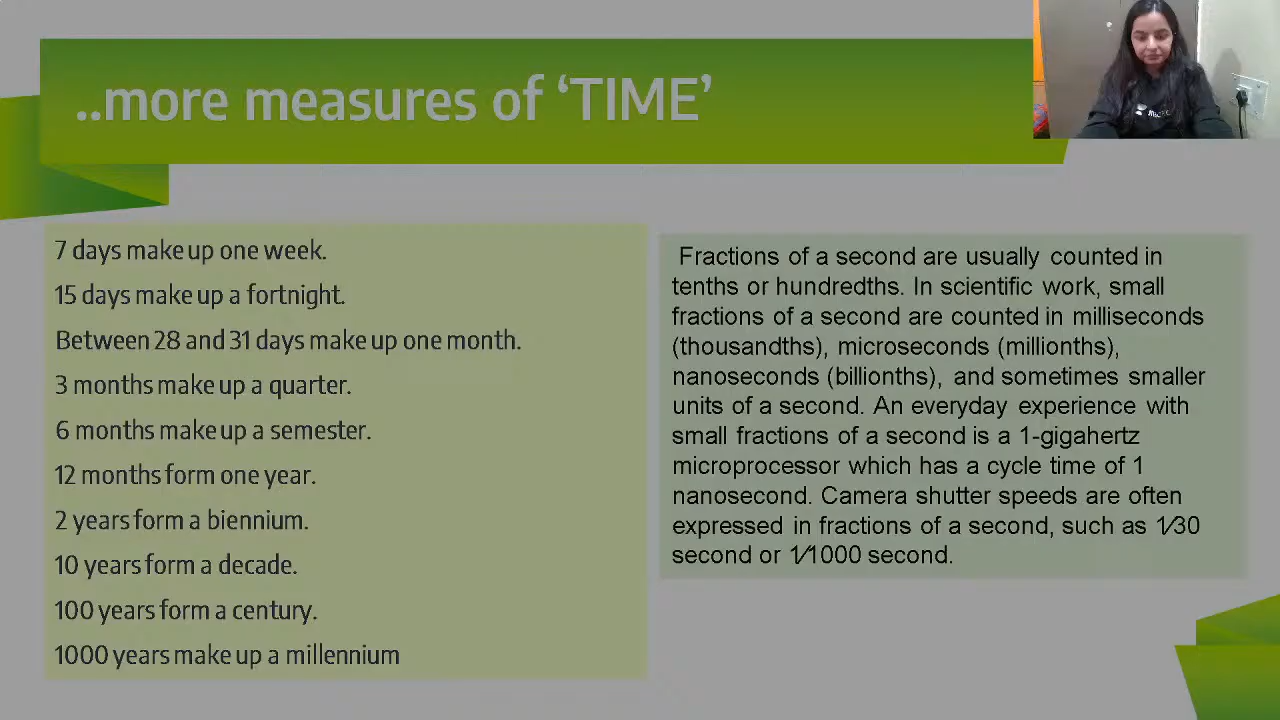 ..more measures of ‘TIME’
7 days make up one week.
15 days make up a fortnight.
Between 28 and 31 days make up one month.
3 months make up a quarter.
6 months make up a semester.
12 months form one year.
2 years form a biennium.
10 years form a decade.
100 years form a century.
1000 years make up a millennium
Fractions of a second are usually counted in
tenths or hundredths. In scientific work, small
fractions of a second are counted in milliseconds
(thousandths), microseconds (millionths),
nanoseconds (billionths), and sometimes smaller
units of a second. An everyday experience with
small fractions of a second is a 1-gigahertz
microprocessor which has a cycle time of 1
nanosecond. Camera shutter speeds are often
expressed in fractions of a second, such as 1⁄30
second or 1⁄1000 second.